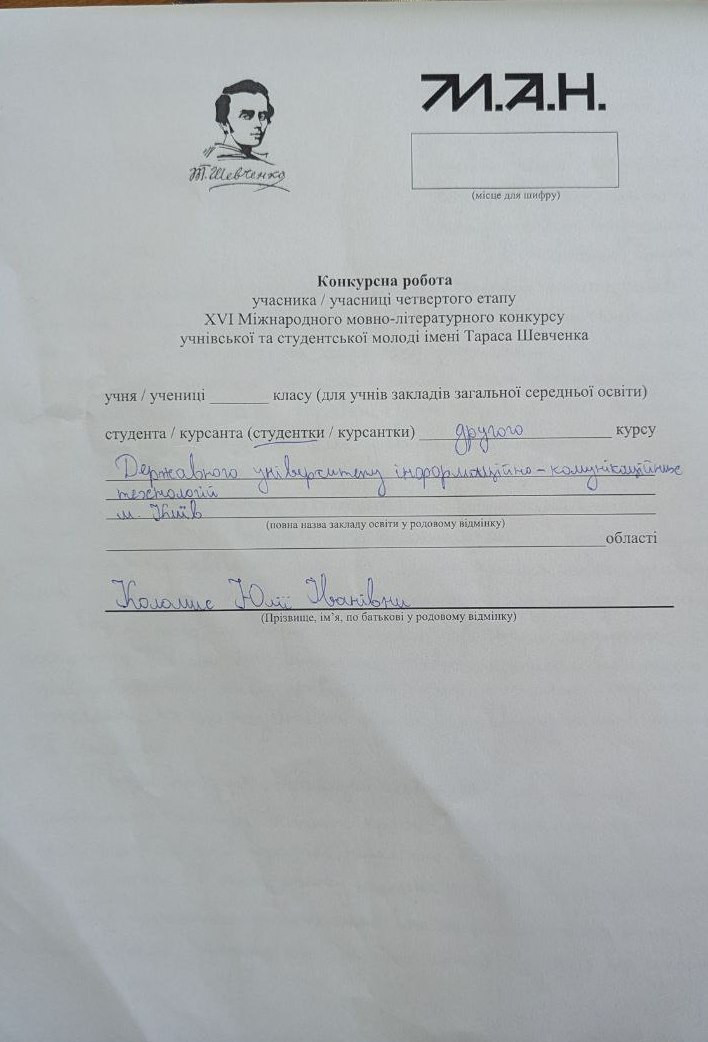 М.А.Н.
Т. Шевченко
(місце для шифру)
Конкурсна робота
учасника / учасниці четвертого етапу
XVI Міжнародного мовно-літературного конкурсу
учнівської та студентської молоді імені Тараса Шевченка
учня / учениці _______ класу (для учнів закладів загальної середньої освіти)
студента / курсанта (студентки / курсантки) другого курсу
Державного університету інформаційно-комунікаційних
технологій
м. Київ
(повна назва закладу освіти у родовому відмінку)
області
Коломис Юлії Іванівни
(Прізвище, ім’я, по батькові у родовому відмінку)